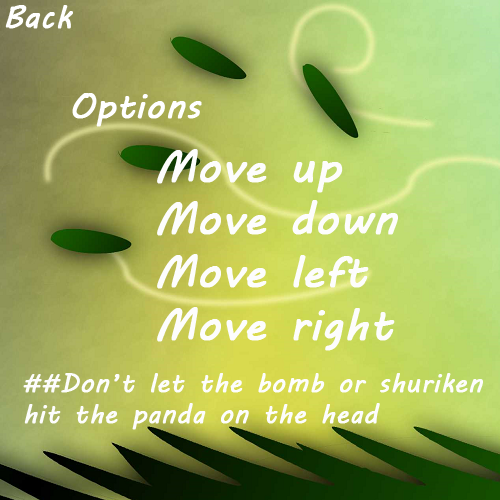 Back
Options
Move up
Move down
Move left
Move right
##Don't let the bomb or shuriken
hit the panda on the head